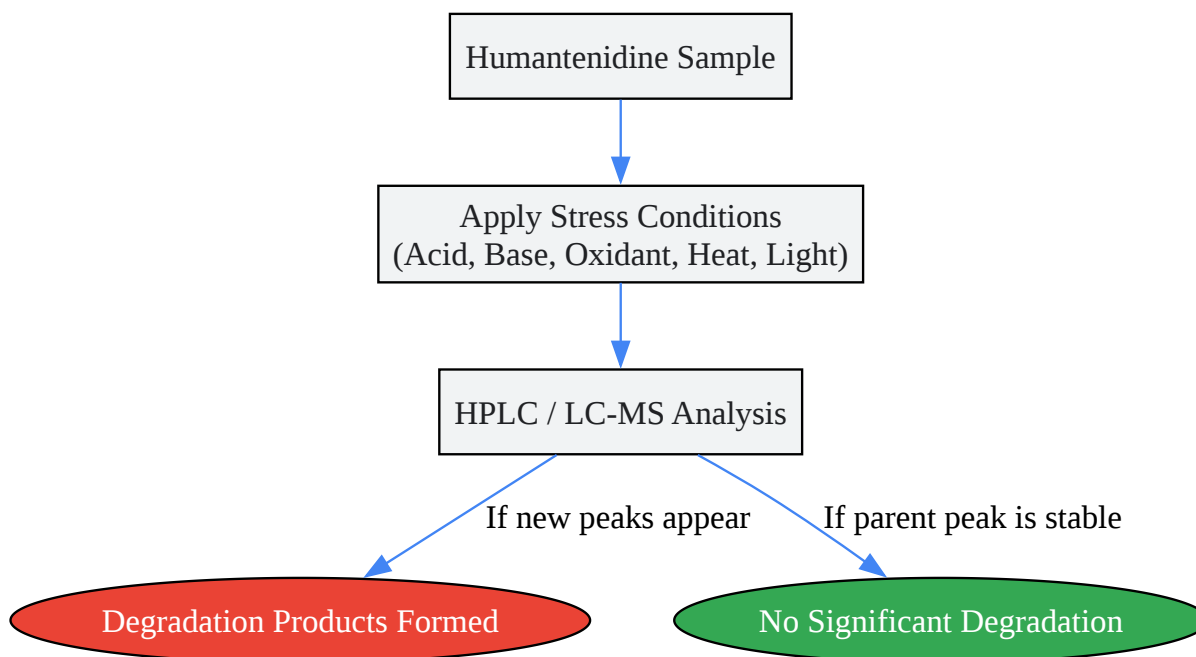 Humantenidine Sample
Apply Stress Conditions
(Acid, Base, Oxidant, Heat, Light)
HPLC / LC-MS Analysis
If new peaks appear
If parent peak is stable
Degradation Products Formed
No Significant Degradation